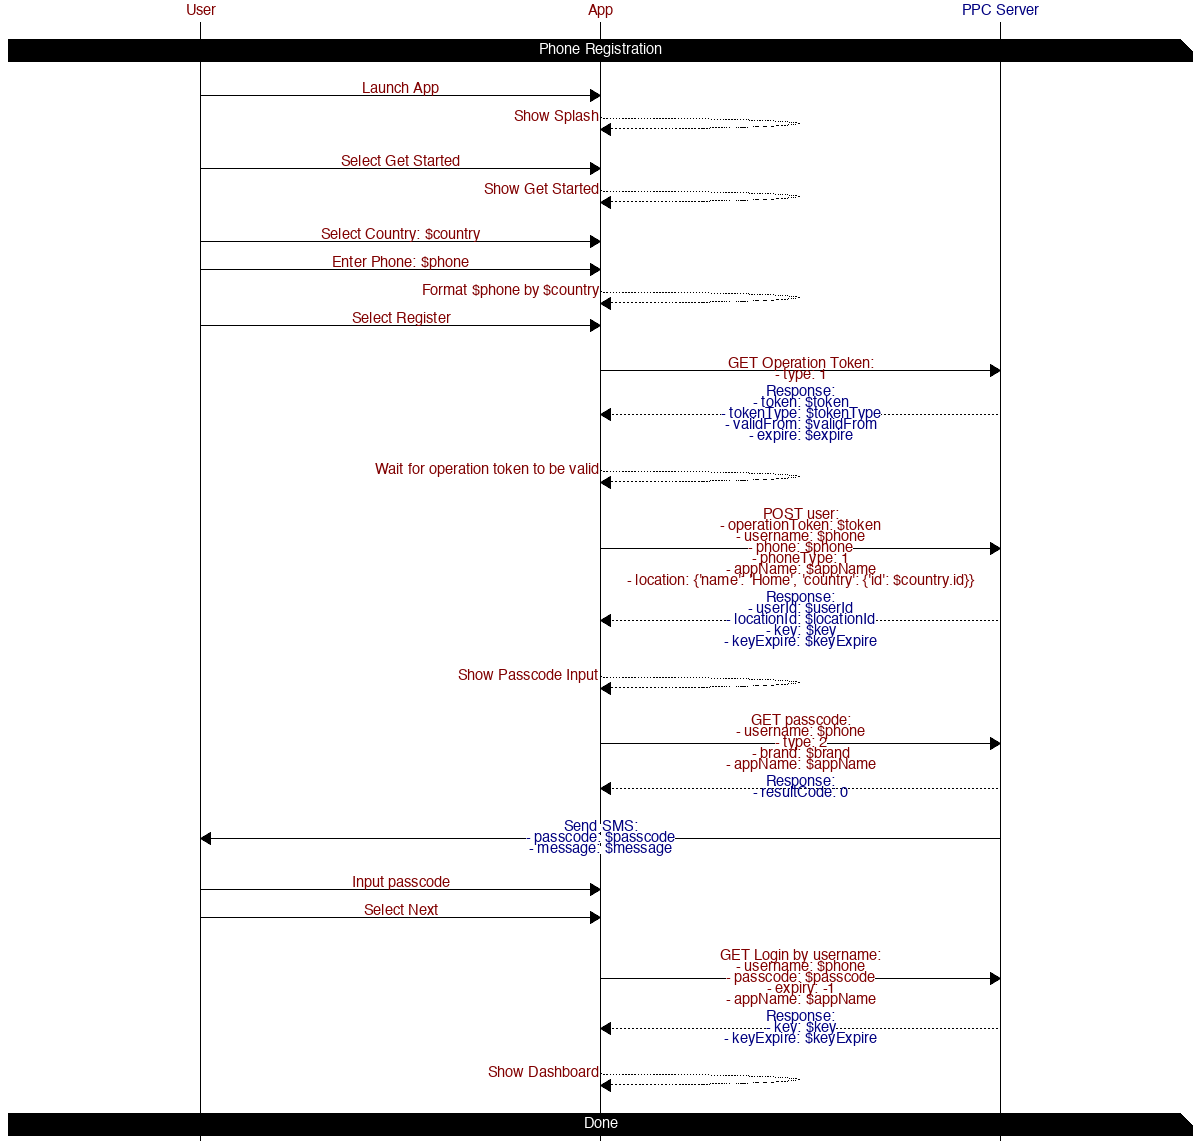 User
App
PPC Server
Phone Registration
Launch App
Show Splash
Select Get Started
Show Get Started
Select Country: $country
Enter Phone: $phone
Format $phone by $country
Select Register
GET Operation Token:
- type: 1
Response:
- token: $token
- tokenType: $tokenType
- validFrom: $validFrom
- expire: $expire
Wait for operation token to be valid
POST user:
- operationToken: $token
- username: $phone
- phone: $phone
- phoneType: 1
- appName: $appName
- location: {'name': 'Home', 'country': {'id': $country.id}}
Response:
- userId: $userId
- locationId: $locationId
- key: $key
- keyExpire: $keyExpire
Show Passcode Input
GET passcode:
- username: $phone
- type: 2
- brand: $brand
- appName: $appName
Response:
- resultCode: 0
Send SMS:
- passcode: $passcode
- message: $message
Input passcode
Select Next
GET Login by username:
- username: $phone
- passcode: $passcode
- expiry: -1
- appName: $appName
Response:
- key: $key
- keyExpire: $keyExpire
Show Dashboard
Done